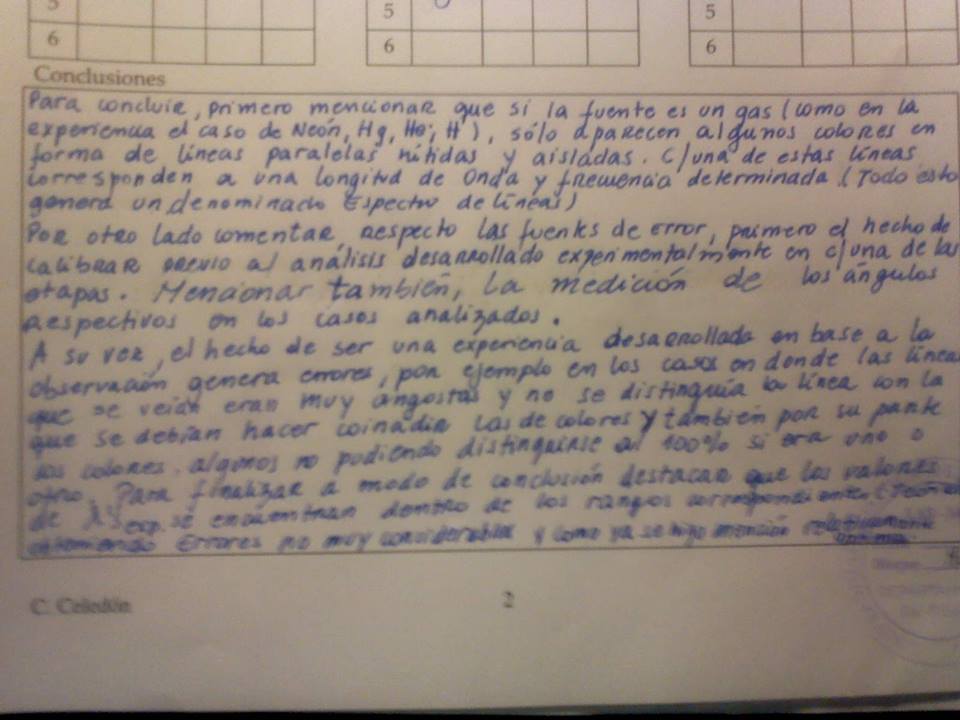 5 5 5
6 6 6
Conclusiones
Para concluir, primero mencionar que si la fuente es un gas (como en la
experiencia el caso de Neón, Hg, He, H), sólo aparecen algunos colores en
forma de líneas paralelas nítidas y aisladas. C/una de estas líneas
corresponden a una longitud de Onda y frecuencia determinada. (Todo esto
genera un denominado Espectro de líneas)
Por otro lado comentar, respecto las fuentes de error, primero el hecho de
calibrar previo al análisis desarrollado experimentalmente en c/una de las
etapas. Mencionar también, la medición de los ángulos
respectivos en los casos analizados.
A su vez, el hecho de ser una experiencia desarrollada en base a la
observación genera errores, por ejemplo en los casos en donde las líneas
que se veían eran muy angostas y no se distinguía la línea con la
que se debían hacer coincidir las de colores y también por su parte
los colores, algunos no pudiendo distinguirse al 100% si era uno o
otro. Para finalizar a modo de conclusión destacar que los valores
de λ's exp. se encuentran dentro de los rangos correspondientes
obteniendo Errores no muy considerables y como ya se hizo mención
C. Celedón
2